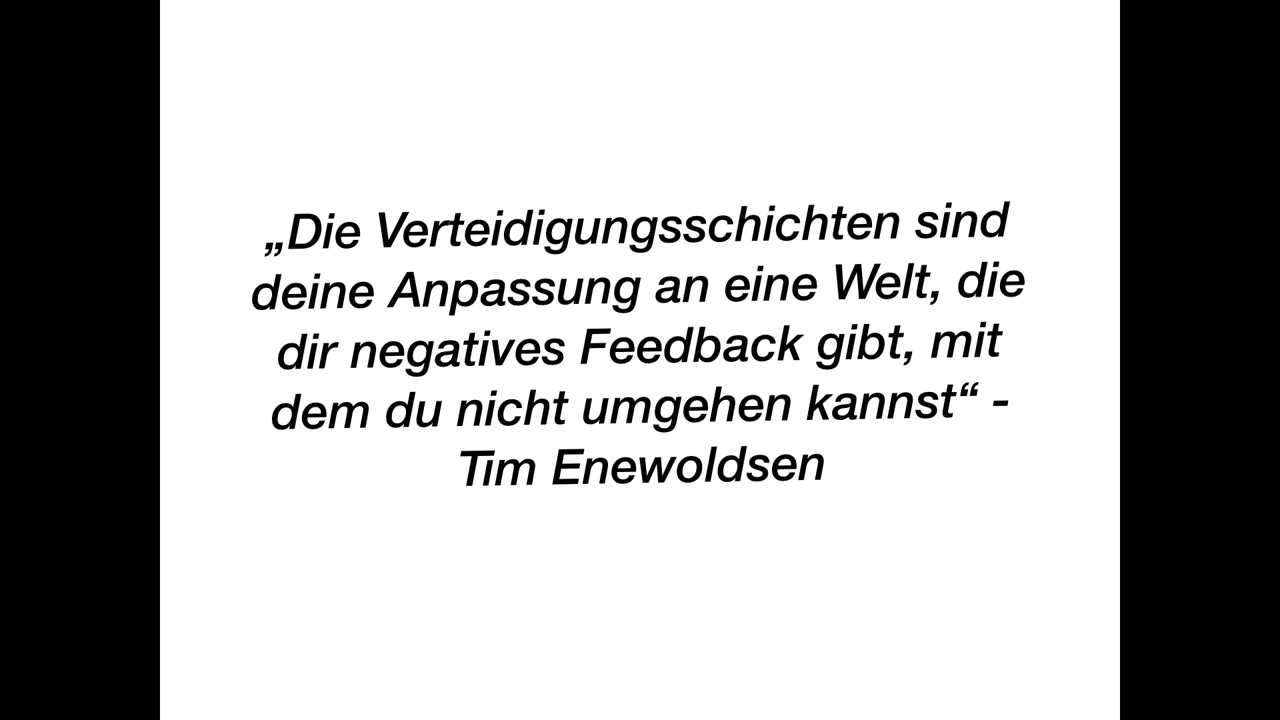 „Die Verteidigungsschichten sind
deine Anpassung an eine Welt, die
dir negatives Feedback gibt, mit
dem du nicht umgehen kannst“ -
Tim Enewoldsen